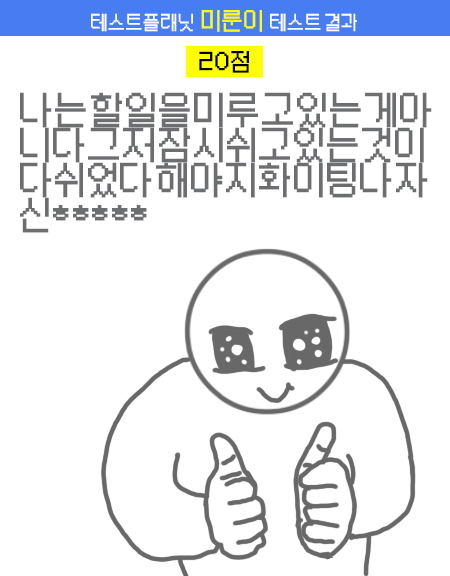 테스트플래닛 미룬이 테스트 결과
20점
나는할일을미루고있는게아
니다그저잠시쉬고있는것이
다쉬었다해야지화이팅나자
신ㅎㅎㅎㅎㅎ